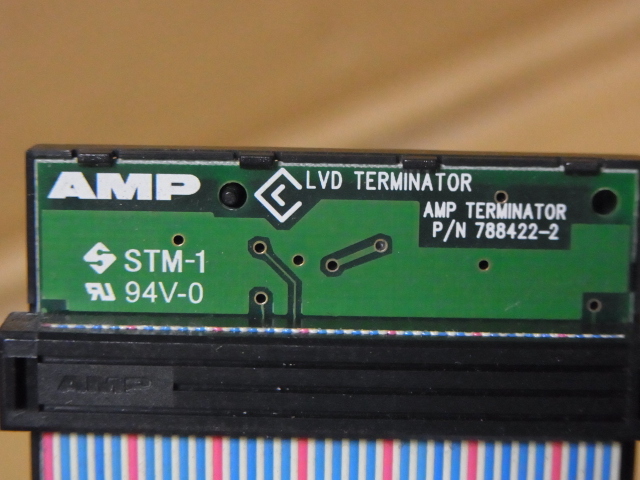 AMP
LVD TERMINATOR
AMP TERMINATOR
P/N 788422-2
STM-1
94V-0
AMP